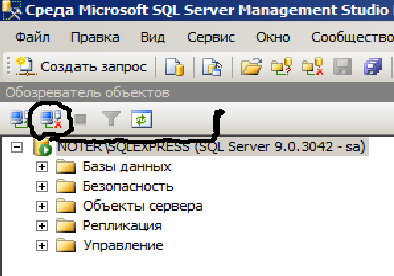 Среда Microsoft SQL Server Management Studio
Файл Правка Вид Сервис Окно Сообщество
Создать запрос
Обозреватель объектов
NOTER\SQLEXPRESS (SQL Server 9.0.3042 - sa)
Базы данных
Безопасность
Объекты сервера
Репликация
Управление